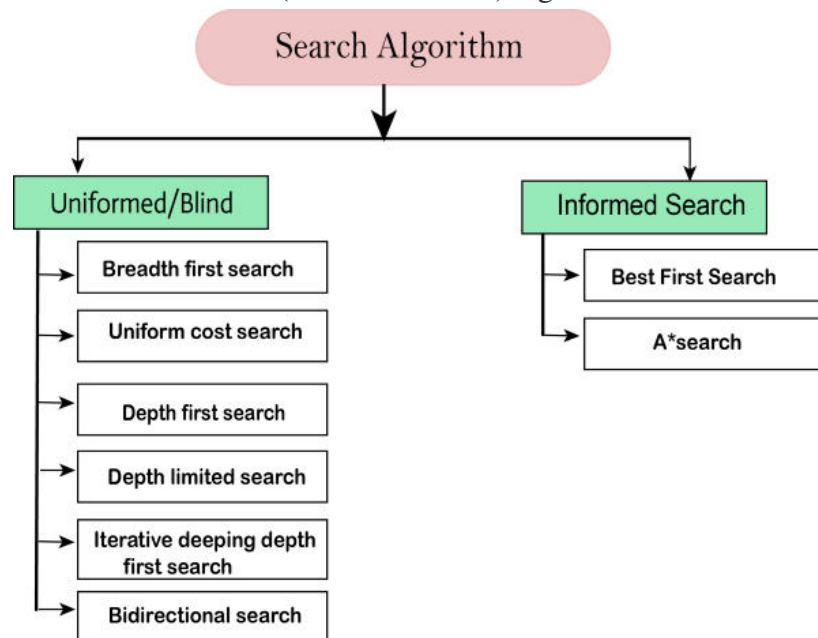 Search Algorithm
Uniformed/Blind
Breadth first search
Uniform cost search
Depth first search
Depth limited search
Iterative deeping depth
first search
Bidirectional search
Informed Search
Best First Search
A*search